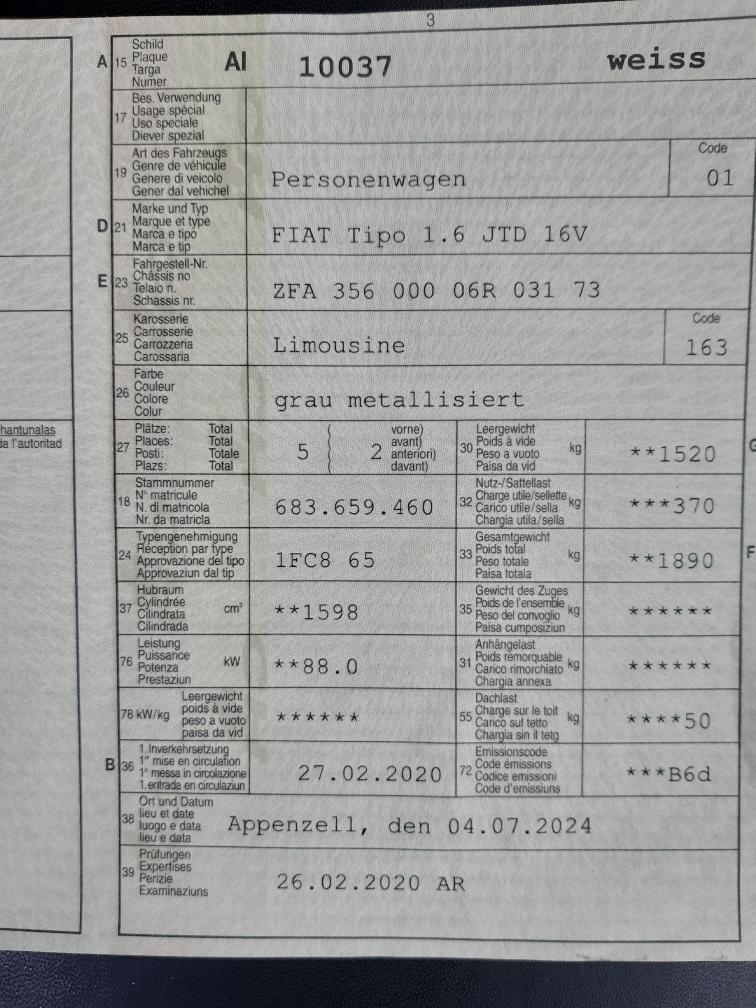 3
A 15 Schild AI 10037 weiss
Plaque
Targa
Numer
17 Bes. Verwendung
Usage spécial
Uso speciale
Diever spezial
19 Art des Fahrzeugs Code
Genre de véhicule
Genere di veicolo Personenwagen 01
Gener dal vehichel
D 21 Marke und Typ
Marque et type
Marca e tipo FIAT Tipo 1.6 JTD 16V
Marca e tip
E 23 Fahrgestell-Nr.
Châssis no
Telaio n. ZFA 356 000 06R 031 73
Schassis nr.
25 Karosserie Code
Carrosserie
Carrozzeria Limousine 163
Carossaria
26 Farbe
Couleur
Colore grau metallisiert
Colur
hantunalas
da l'autoritad
27 Plätze: Total 5 ( 2 vorne)
Places: Total avant)
Posti: Totale anteriori)
Plazs: Total davant)
30 Leergewicht kg **1520
Poids à vide
Peso a vuoto
Paisa da vid
G
18 Stammnummer
N° matricule
N. di matricola 683.659.460
Nr. da matricla
32 Nutz-/Sattellast
Charge utile/sellette kg ***370
Carico utile/sella
Chargia utila/sella
24 Typengenehmigung
Réception par type
Approvazione del tipo 1FC8 65
Approvaziun dal tip
33 Gesamtgewicht
Poids total kg **1890
Peso totale
Paisa totala
F
37 Hubraum
Cylindrée cm³ **1598
Cilindrata
Cilindrada
35 Gewicht des Zuges
Poids de l'ensemble kg ******
Peso del convoglio
Paisa cumposiziun
76 Leistung
Puissance kW **88.0
Potenza
Prestaziun
31 Anhängelast
Poids remorquable kg ******
Carico rimorchiato
Chargia annexa
78 kW/kg Leergewicht
poids à vide ******
peso a vuoto
paisa da vid
55 Dachlast
Charge sur le toit kg ****50
Carico sul tetto
Chargia sin il tetg
B 36 1. Inverkehrsetzung
1re mise en circulation
1a messa in circolazione 27.02.2020
1. entrada en circulaziun
72 Emissionscode
Code émissions ***B6d
Codice emissioni
Code d'emissiuns
38 Ort und Datum
lieu et date
luogo e data Appenzell, den 04.07.2024
lieu e data
39 Prüfungen
Expertises
Perizie 26.02.2020 AR
Examinaziuns